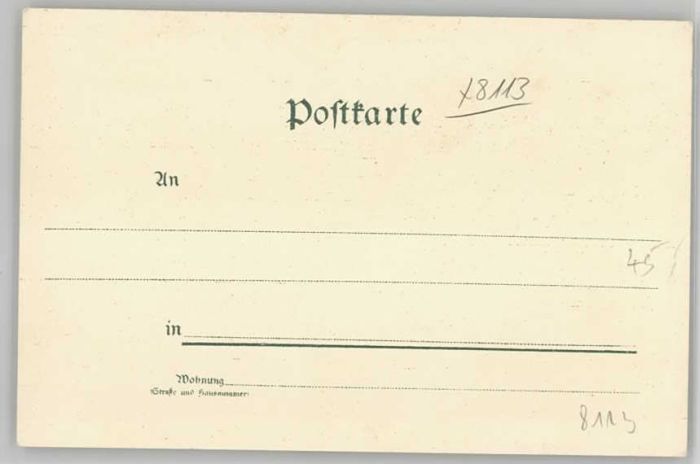 x8113
Postkarte
An
45
in
Wohnung
(Straße und Hausnummer)
8113